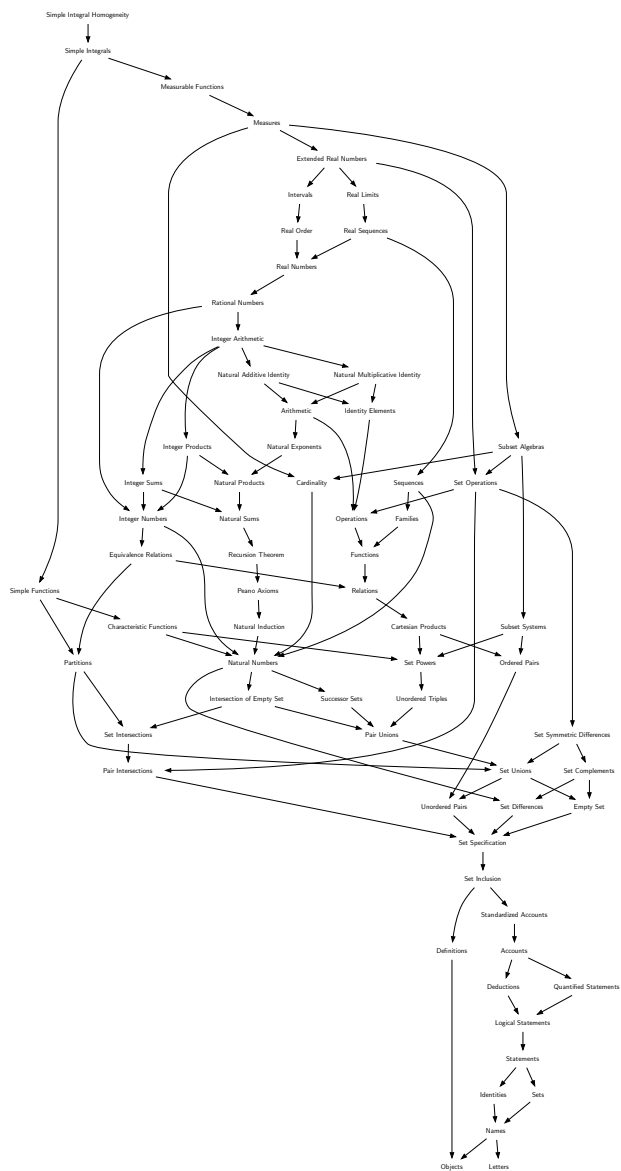 Simple Integral Homogeneity
Simple Integrals
Measurable Functions
Measures
Extended Real Numbers
Intervals
Real Limits
Real Order
Real Sequences
Real Numbers
Rational Numbers
Integer Arithmetic
Natural Additive Identity
Natural Multiplicative Identity
Arithmetic
Identity Elements
Integer Products
Natural Exponents
Subset Algebras
Integer Sums
Natural Products
Cardinality
Sequences
Set Operations
Integer Numbers
Natural Sums
Operations
Families
Equivalence Relations
Recursion Theorem
Functions
Simple Functions
Peano Axioms
Relations
Characteristic Functions
Natural Induction
Cartesian Products
Subset Systems
Partitions
Natural Numbers
Set Powers
Ordered Pairs
Intersection of Empty Set
Successor Sets
Unordered Triples
Set Intersections
Pair Unions
Set Symmetric Differences
Pair Intersections
Set Unions
Set Complements
Unordered Pairs
Set Differences
Empty Set
Set Specification
Set Inclusion
Standardized Accounts
Definitions
Accounts
Deductions
Quantified Statements
Logical Statements
Statements
Identities
Sets
Names
Objects
Letters